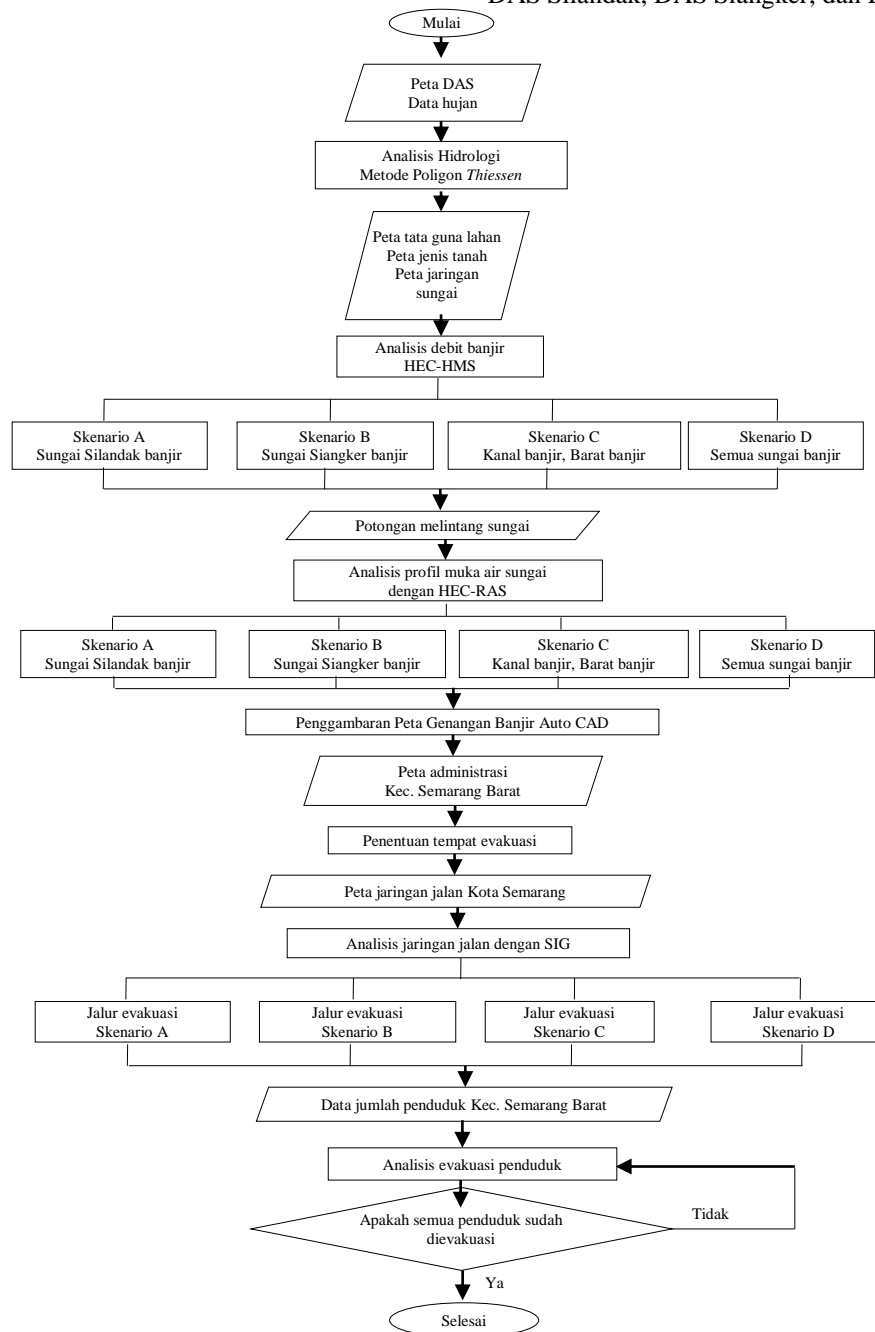 DAS Silandak, DAS Siangker, dan
Mulai
Peta DAS
Data hujan
Analisis Hidrologi
Metode Poligon Thiessen
Peta tata guna lahan
Peta jenis tanah
Peta jaringan
sungai
Analisis debit banjir
HEC-HMS
Skenario A
Sungai Silandak banjir
Skenario B
Sungai Siangker banjir
Skenario C
Kanal banjir, Barat banjir
Skenario D
Semua sungai banjir
Potongan melintang sungai
Analisis profil muka air sungai
dengan HEC-RAS
Skenario A
Sungai Silandak banjir
Skenario B
Sungai Siangker banjir
Skenario C
Kanal banjir, Barat banjir
Skenario D
Semua sungai banjir
Penggambaran Peta Genangan Banjir Auto CAD
Peta administrasi
Kec. Semarang Barat
Penentuan tempat evakuasi
Peta jaringan jalan Kota Semarang
Analisis jaringan jalan dengan SIG
Jalur evakuasi
Skenario A
Jalur evakuasi
Skenario B
Jalur evakuasi
Skenario C
Jalur evakuasi
Skenario D
Data jumlah penduduk Kec. Semarang Barat
Analisis evakuasi penduduk
Apakah semua penduduk sudah
dievakuasi
Tidak
Ya
Selesai